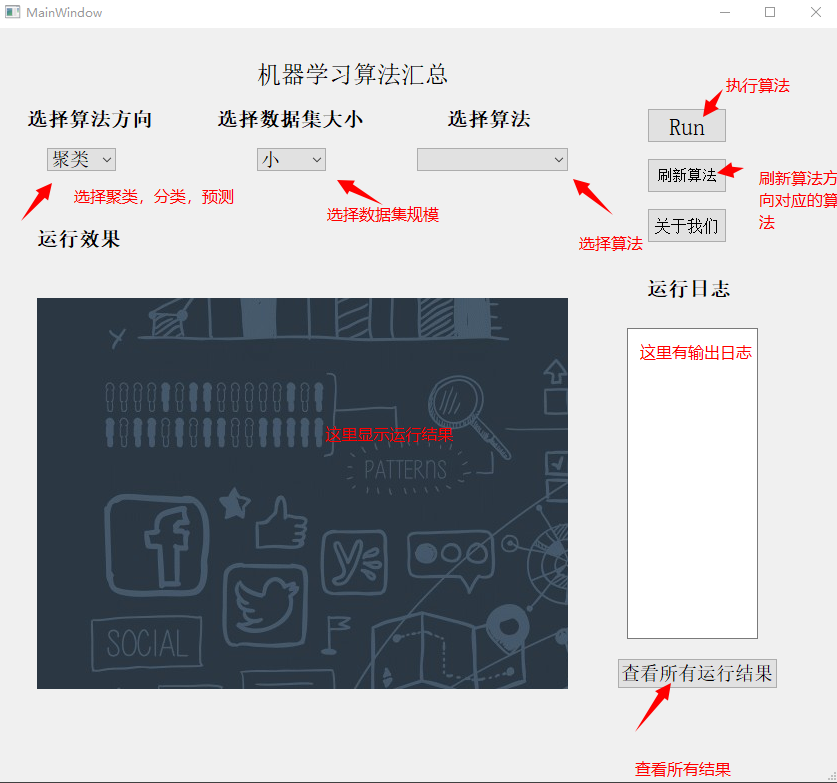 MainWindow
机器学习算法汇总
执行算法
选择算法方向
选择数据集大小
选择算法
Run
聚类
小
刷新算法
刷新算法方
向对应的算
法
选择聚类，分类，预测
选择数据集规模
选择算法
关于我们
运行效果
运行日志
这里有输出日志
这里显示运行结果
PATTERNS
SOCIAL
查看所有运行结果
查看所有结果